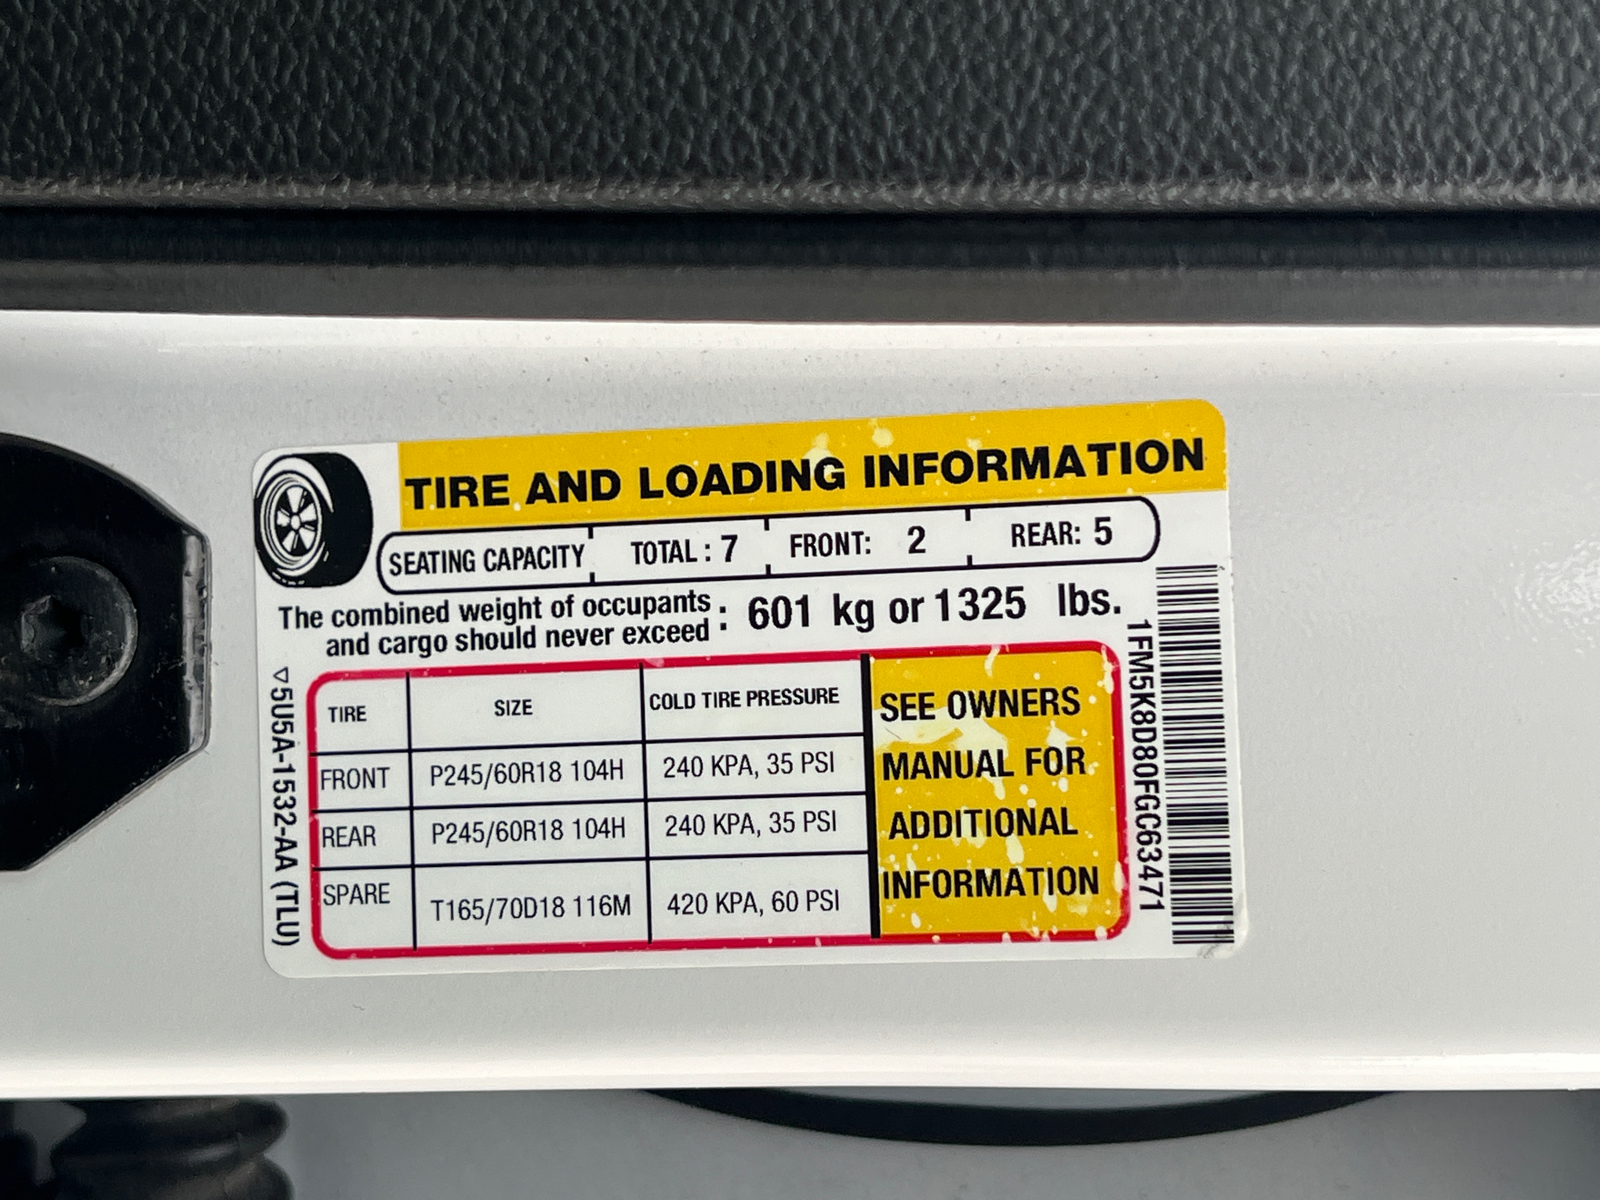 TIRE AND LOADING INFORMATION
SEATING CAPACITY TOTAL : 7 FRONT: 2 REAR: 5
The combined weight of occupants
and cargo should never exceed : 601 kg or 1325 lbs.
TIRE SIZE COLD TIRE PRESSURE
FRONT P245/60R18 104H 240 KPA, 35 PSI
REAR P245/60R18 104H 240 KPA, 35 PSI
SPARE T165/70D18 116M 420 KPA, 60 PSI
SEE OWNERS
MANUAL FOR
ADDITIONAL
INFORMATION
▽5U5A-1532-AA (TLU)
1FM5K8D80FGC63471